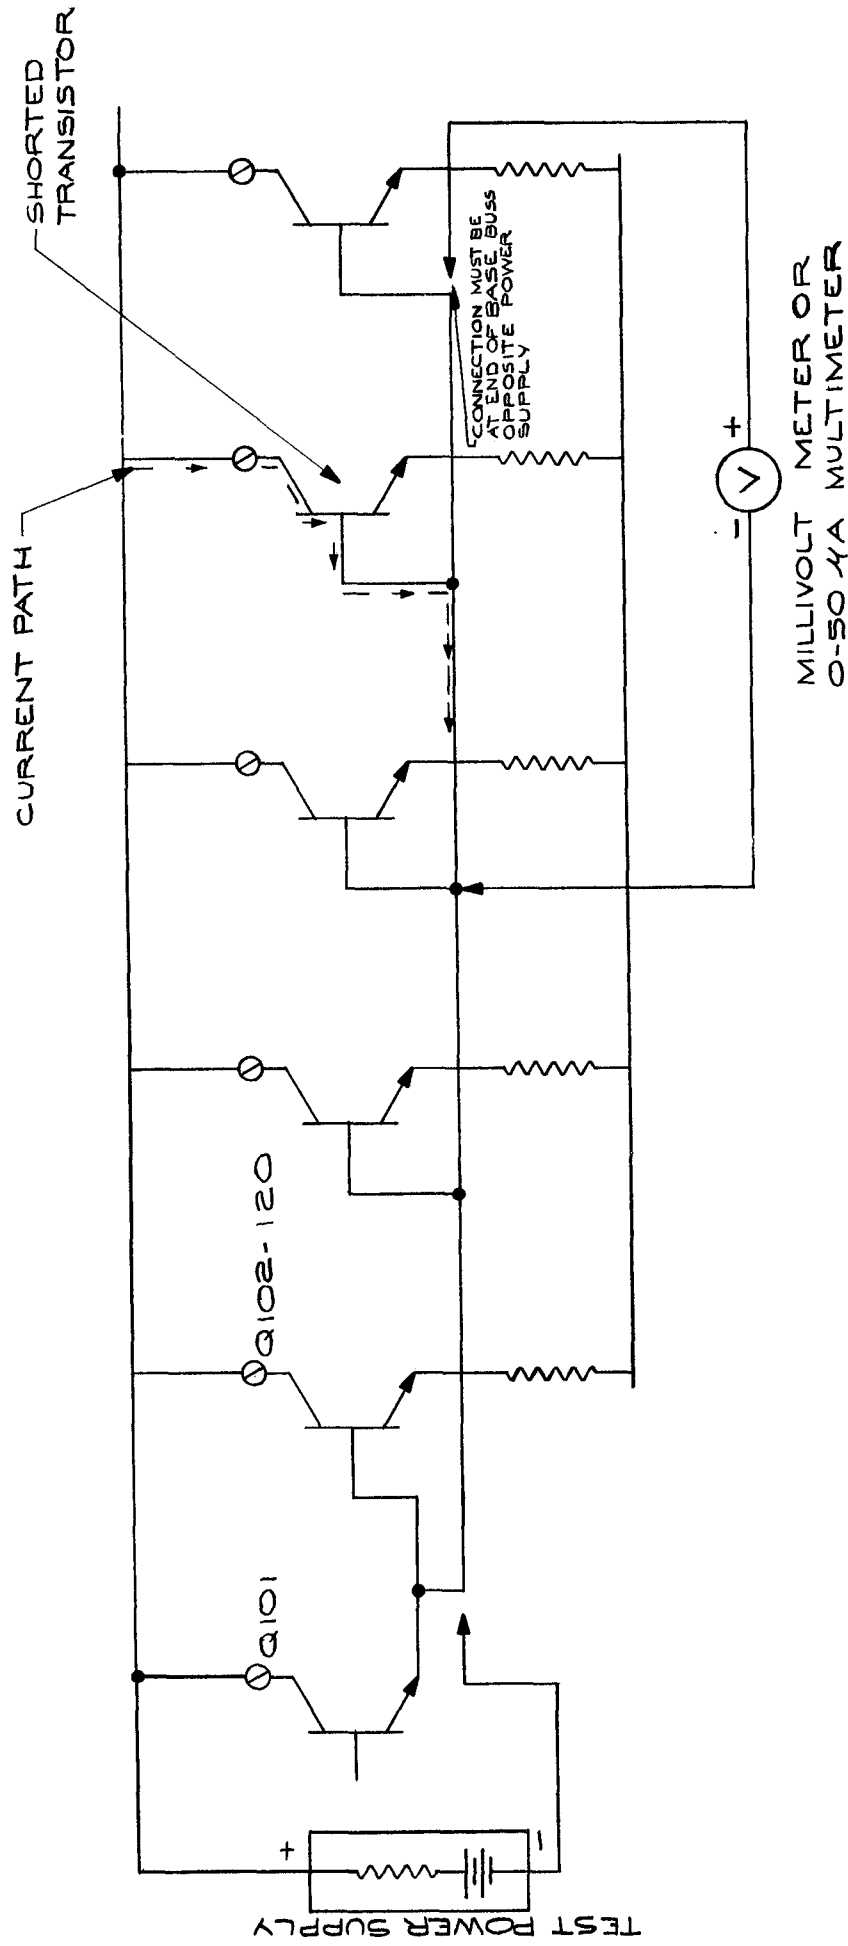 SHORTED
TRANSISTOR
CURRENT PATH
CONNECTION MUST BE
AT END OF BASE BUSS
OPPOSITE POWER
SUPPLY
Q102-120
Q101
+
-
V
MILLIVOLT METER OR
0-50 μA MULTIMETER
+
-
TEST POWER SUPPLY